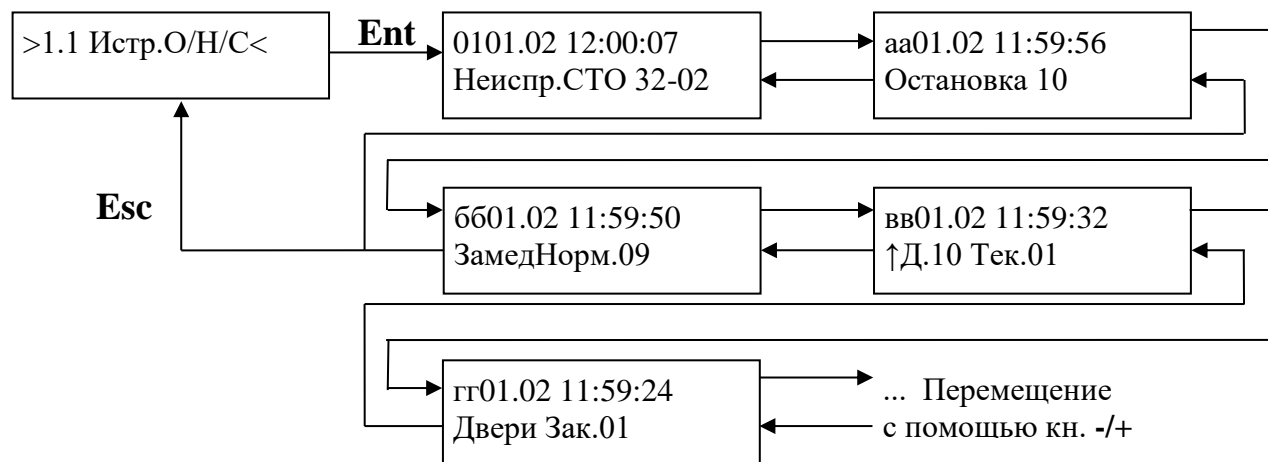 >1.1 Истр.О/Н/С<
Ent
0101.02 12:00:07
Неиспр.СТО 32-02
аа01.02 11:59:56
Остановка 10
Esc
бб01.02 11:59:50
ЗамедНорм.09
вв01.02 11:59:32
↑Д.10 Тек.01
гг01.02 11:59:24
Двери Зак.01
... Перемещение
с помощью кн. -/+